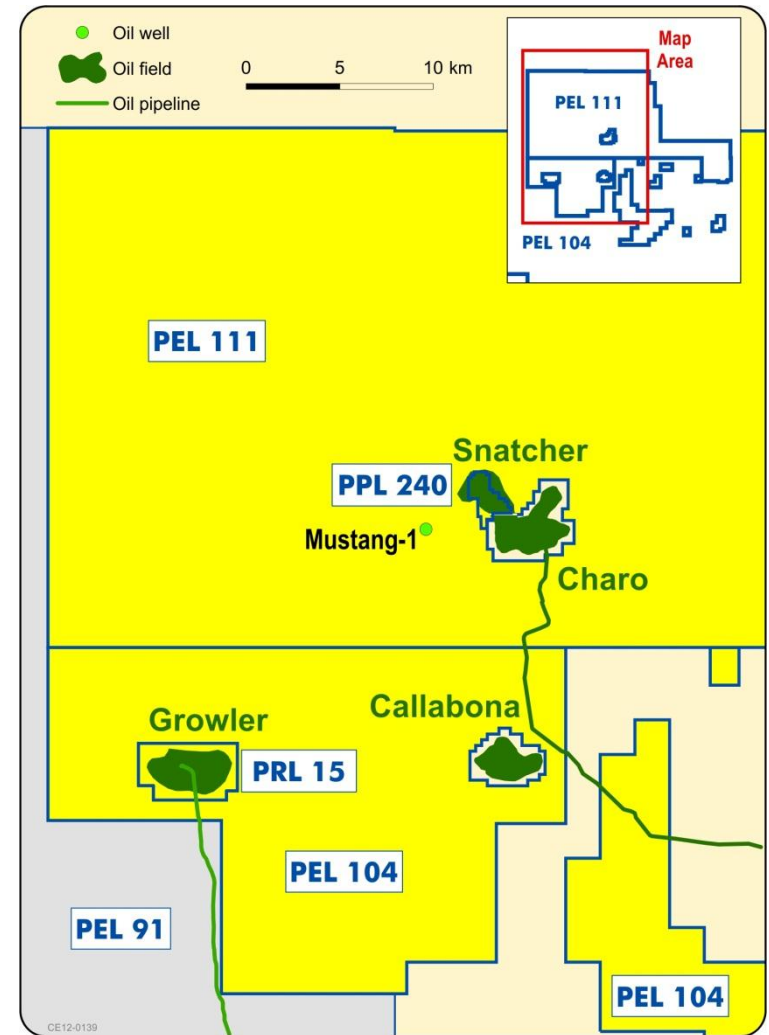 Oil well
Oil field
Oil pipeline
0 5 10 km
Map
Area
PEL 111
PEL 104
PEL 111
Snatcher
PPL 240
Mustang-1
Charo
Growler
Callabona
PRL 15
PEL 104
PEL 91
PEL 104
CE12-0139